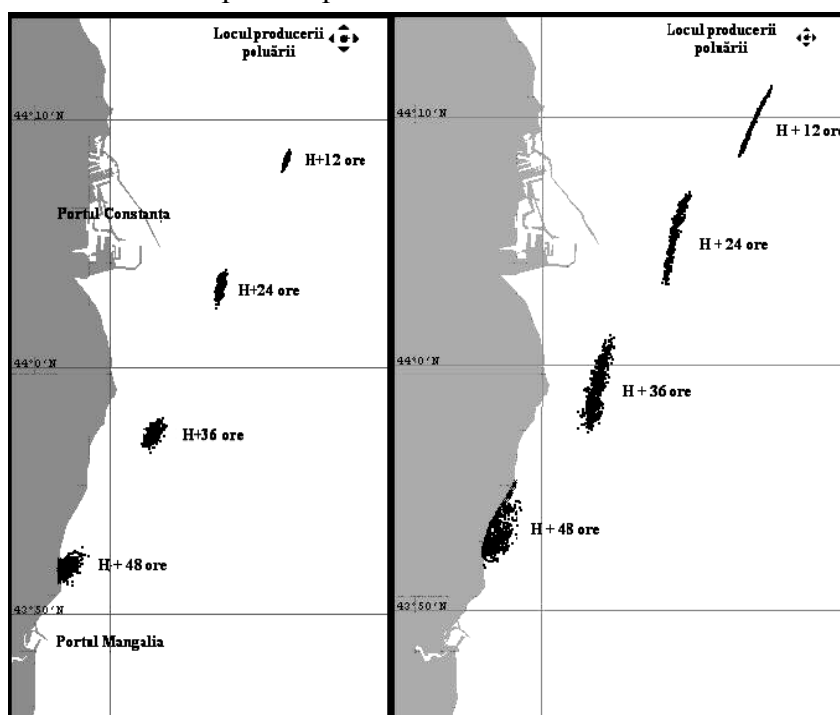 Locul producerii
poluării
44°10'N
H+12 ore
Portul Constanța
H+24 ore
44°0'N
H+36 ore
H + 48 ore
43°50'N
Portul Mangalia
Locul producerii
poluării
44°10'N
H + 12 ore
H + 24 ore
44°0'N
H + 36 ore
H + 48 ore
43°50'N